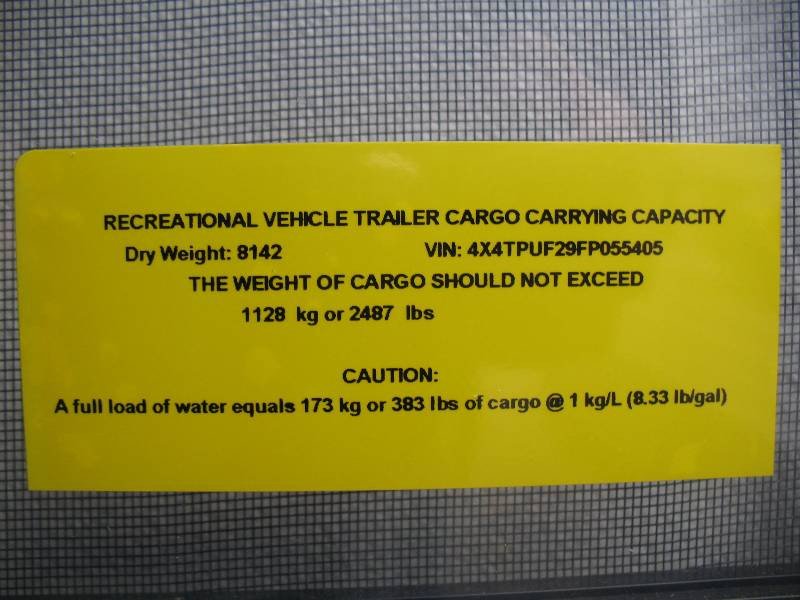 RECREATIONAL VEHICLE TRAILER CARGO CARRYING CAPACITY
Dry Weight: 8142 VIN: 4X4TPUF29FP055405
THE WEIGHT OF CARGO SHOULD NOT EXCEED
1128 kg or 2487 lbs
CAUTION:
A full load of water equals 173 kg or 383 lbs of cargo @ 1 kg/L (8.33 lb/gal)